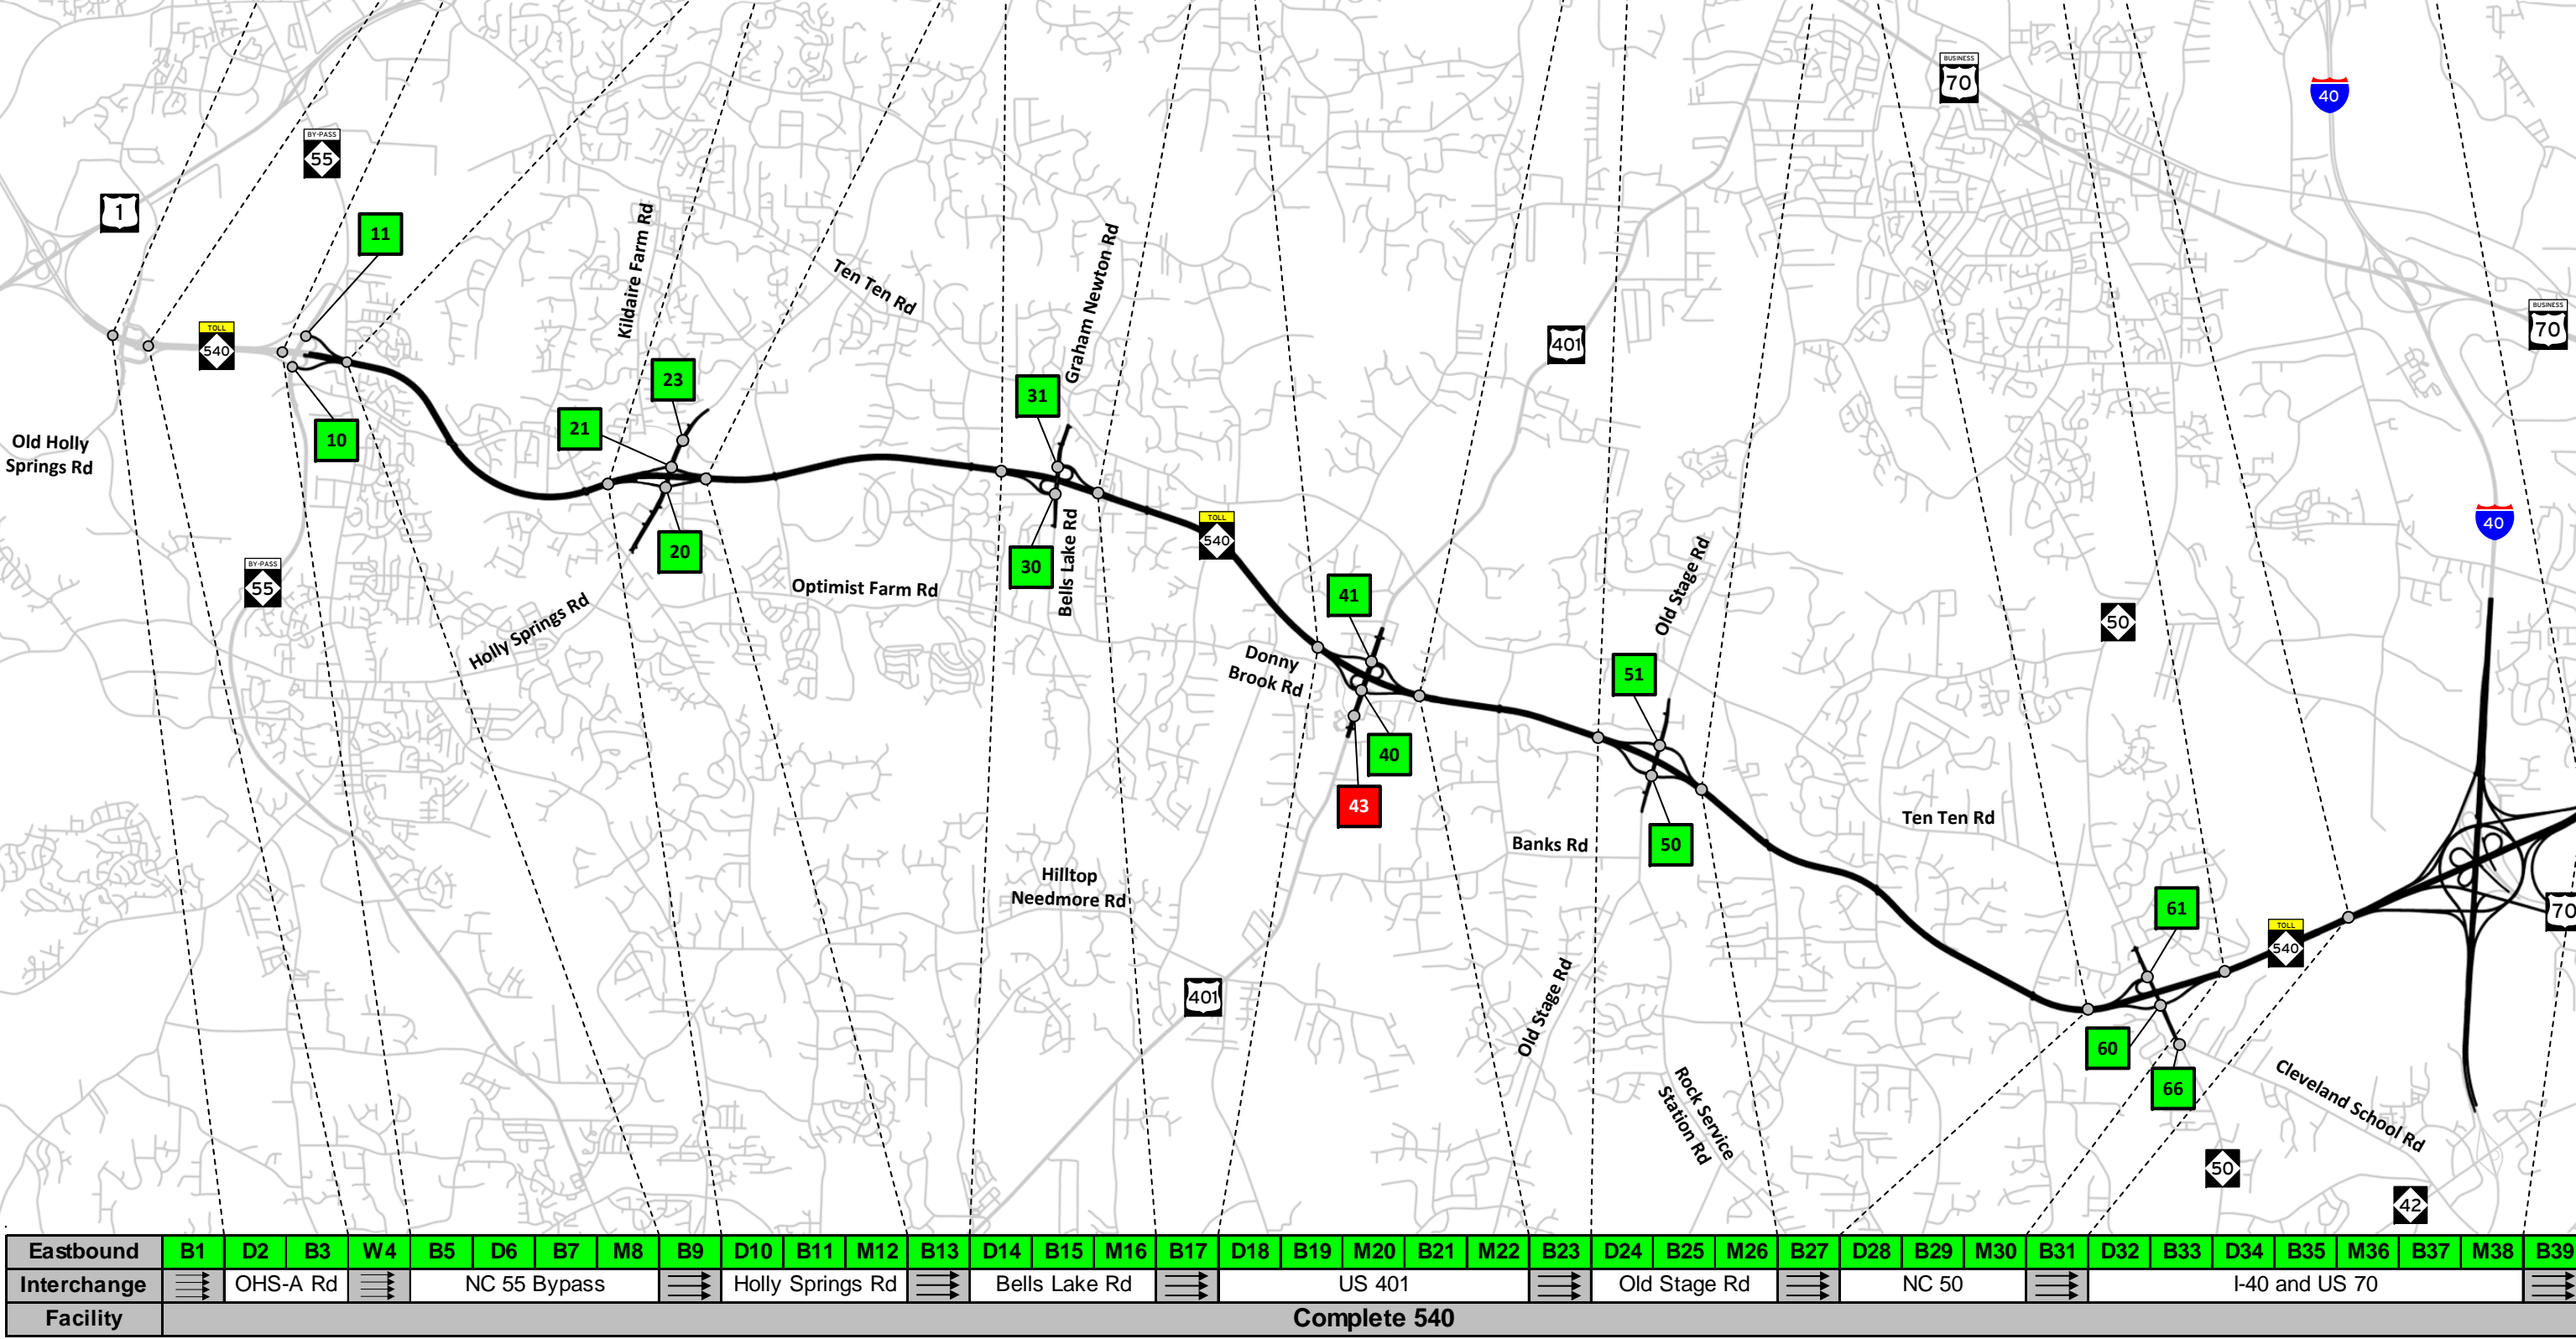 BUSINESS
70
40
BY-PASS
55
1
11
Kildaire Farm Rd
Ten Ten Rd
Graham Newton Rd
TOLL
540
401
BUSINESS
70
23
31
21
10
Old Holly
Springs Rd
TOLL
540
40
20
30
Bells Lake Rd
BY-PASS
55
Optimist Farm Rd
Holly Springs Rd
41
Old Stage Rd
50
Donny
Brook Rd
51
40
43
Ten Ten Rd
Banks Rd
50
Hilltop
Needmore Rd
61
70
TOLL
540
401
Old Stage Rd
60
66
Rock Service
Station Rd
Cleveland School Rd
50
42
Eastbound B1 D2 B3 W4 B5 D6 B7 M8 B9 D10 B11 M12 B13 D14 B15 M16 B17 D18 B19 M20 B21 M22 B23 D24 B25 M26 B27 D28 B29 M30 B31 D32 B33 D34 B35 M36 B37 M38 B39
Interchange OHS-A Rd NC 55 Bypass Holly Springs Rd Bells Lake Rd US 401 Old Stage Rd NC 50 I-40 and US 70
Facility Complete 540